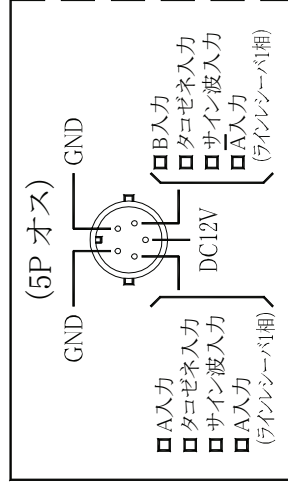 (5P オス)
GND
GND
DC12V
□ A入力
□ タコゼネ入力
□ サイン波入力
□ A入力
(ラインレシーバ1相)
□ B入力
□ タコゼネ入力
□ サイン波入力
□ A̅入力
(ラインレシーバ1相)